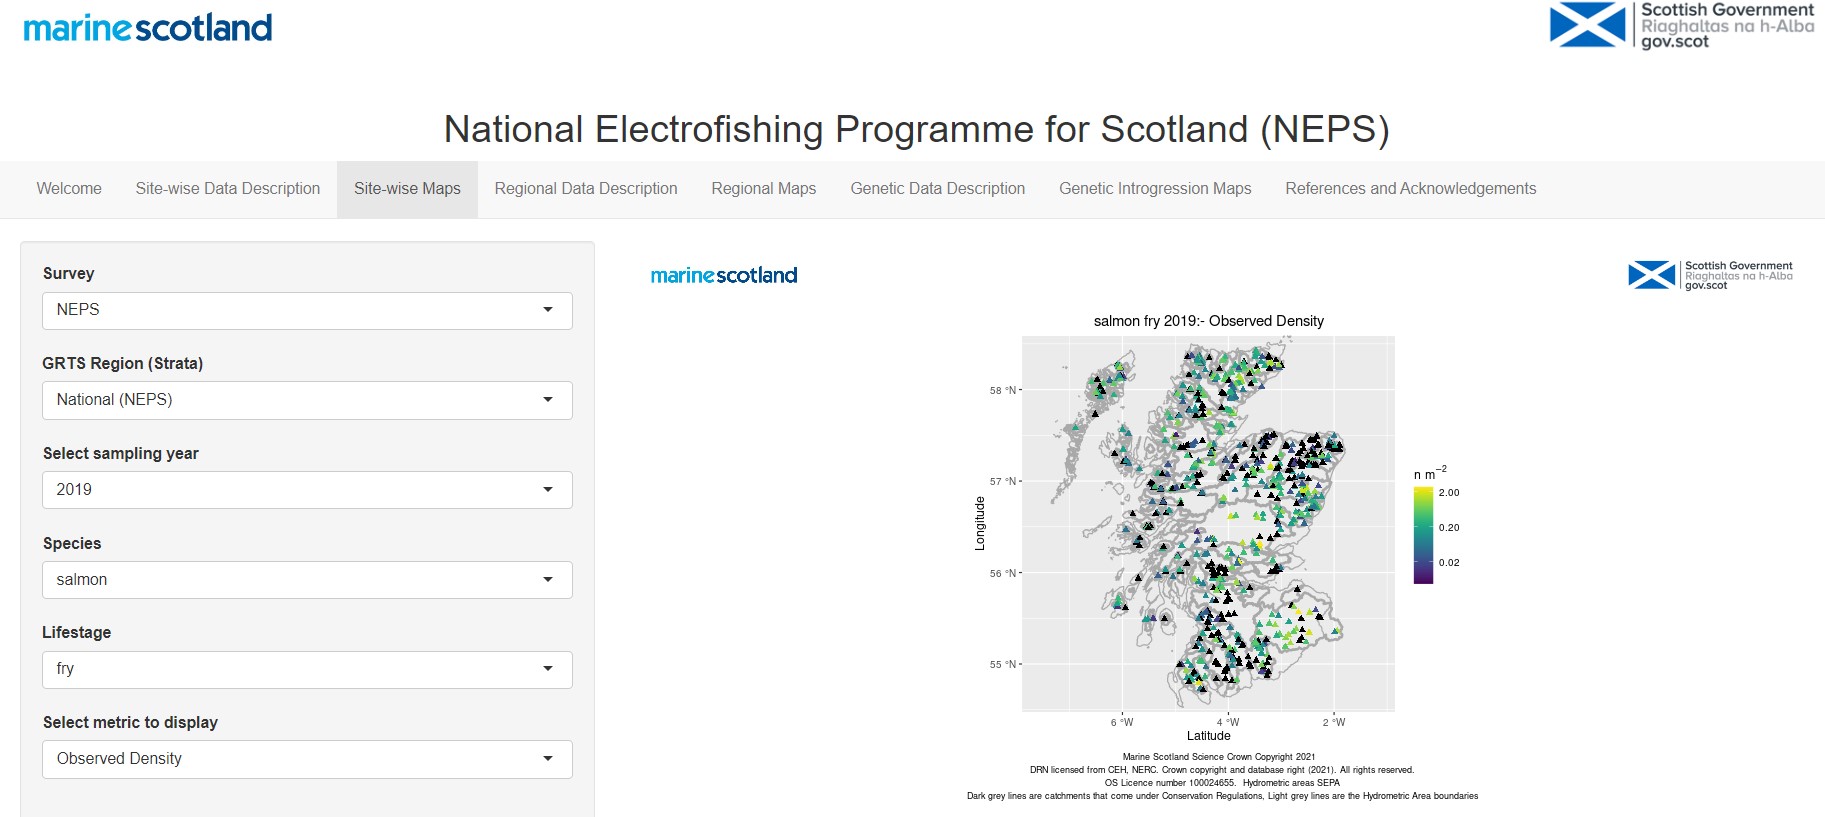 marinescotland
Scottish Government
Riaghaltas na h-Alba
gov.scot
National Electrofishing Programme for Scotland (NEPS)
Welcome Site-wise Data Description Site-wise Maps Regional Data Description Regional Maps Genetic Data Description Genetic Introgression Maps References and Acknowledgements
Survey
NEPS
GRTS Region (Strata)
National (NEPS)
Select sampling year
2019
Species
salmon
Lifestage
fry
Select metric to display
Observed Density
marinescotland
Scottish Government
Riaghaltas na h-Alba
gov.scot
salmon fry 2019:- Observed Density
58 °N
57 °N
56 °N
55 °N
Longitude
6 °W 4 °W 2 °W
Latitude
n m⁻²
2.00
0.20
0.02
Marine Scotland Science Crown Copyright 2021
DRN licensed from CEH, NERC. Crown copyright and database right (2021). All rights reserved.
OS Licence number 100024655. Hydrometric areas SEPA
Dark grey lines are catchments that come under Conservation Regulations, Light grey lines are the Hydrometric Area boundaries